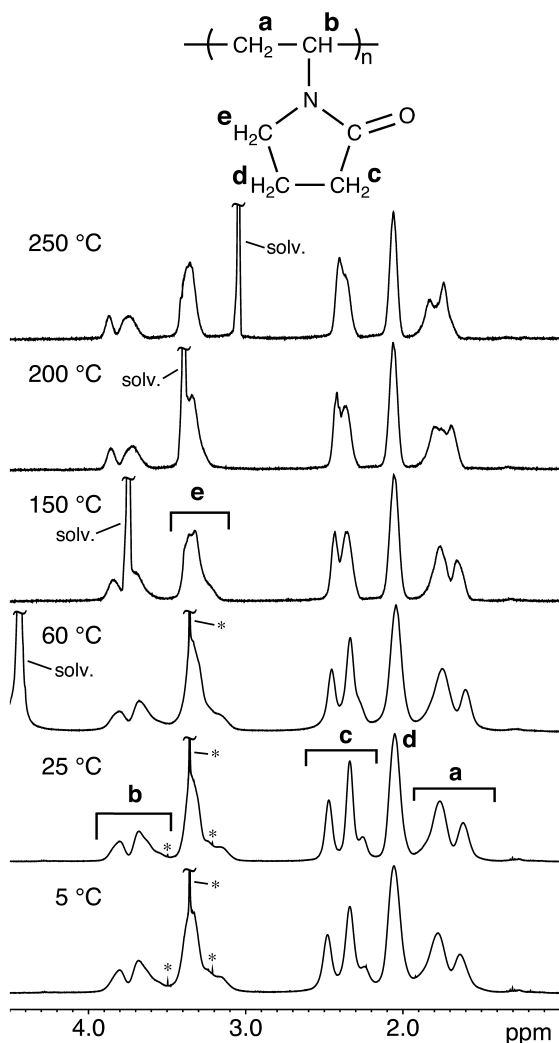 a b
CH2 CH n
N
e H2C C O
d H2C CH2 c
250 °C
solv.
200 °C
solv.
e
150 °C
solv.
60 °C
*
solv.
25 °C
*
c d
a
b
* *
5 °C
*
* *
4.0 3.0 2.0 ppm